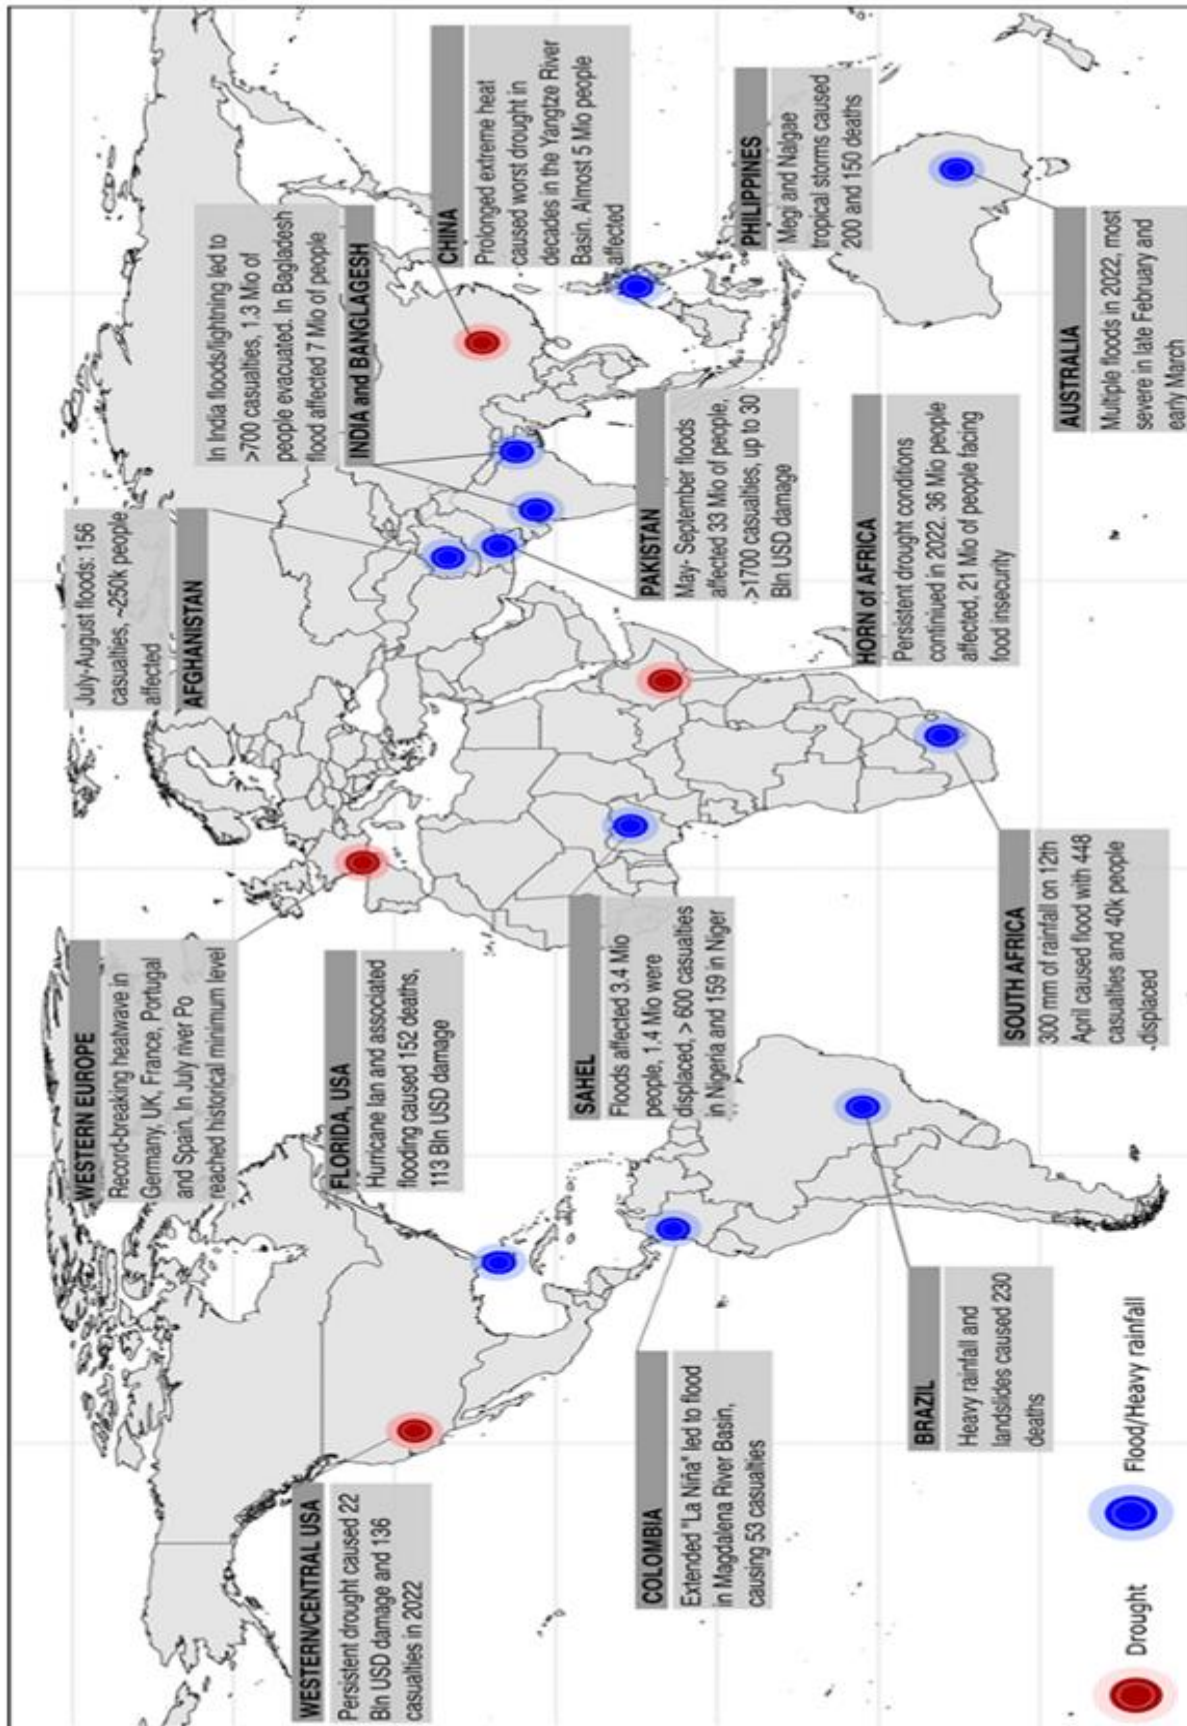 WESTERN/CENTRAL USA
Persistent drought caused 22
Bln USD damage and 136
casualties in 2022
WESTERN EUROPE
Record-breaking heatwave in
Germany, UK, France, Portugal
and Spain. In July river Po
reached historical minimum level
FLORIDA, USA
Hurricane Ian and associated
flooding caused 152 deaths,
113 Bln USD damage
July-August floods: 156
casualties, ~250k people
affected
AFGHANISTAN
In India floods/lightning led to
>700 casualties, 1.3 Mio of
people evacuated. In Bagladesh
flood affected 7 Mio of people
INDIA and BANGLAGESH
CHINA
Prolonged extreme heat
caused worst drought in
decades in the Yangtze River
Basin. Almost 5 Mio people
affected
COLOMBIA
Extended "La Niña" led to flood
in Magdalena River Basin,
causing 53 casualties
SAHEL
Floods affected 3.4 Mio
people, 1.4 Mio were
displaced, > 600 casualties
in Nigeria and 159 in Niger
PAKISTAN
May- September floods
affected 33 Mio of people,
>1700 casualties, up to 30
Bln USD damage
PHILIPPINES
Megi and Nalgae
tropical storms caused
200 and 150 deaths
BRAZIL
Heavy rainfall and
landslides caused 230
deaths
SOUTH AFRICA
300 mm of rainfall on 12th
April caused flood with 448
casualties and 40k people
displaced
HORN of AFRICA
Persistent drought conditions
continiued in 2022. 36 Mio people
affected, 21 Mio of people facing
food insecurity
AUSTRALIA
Multiple floods in 2022, most
severe in late February and
early March
Drought
Flood/Heavy rainfall